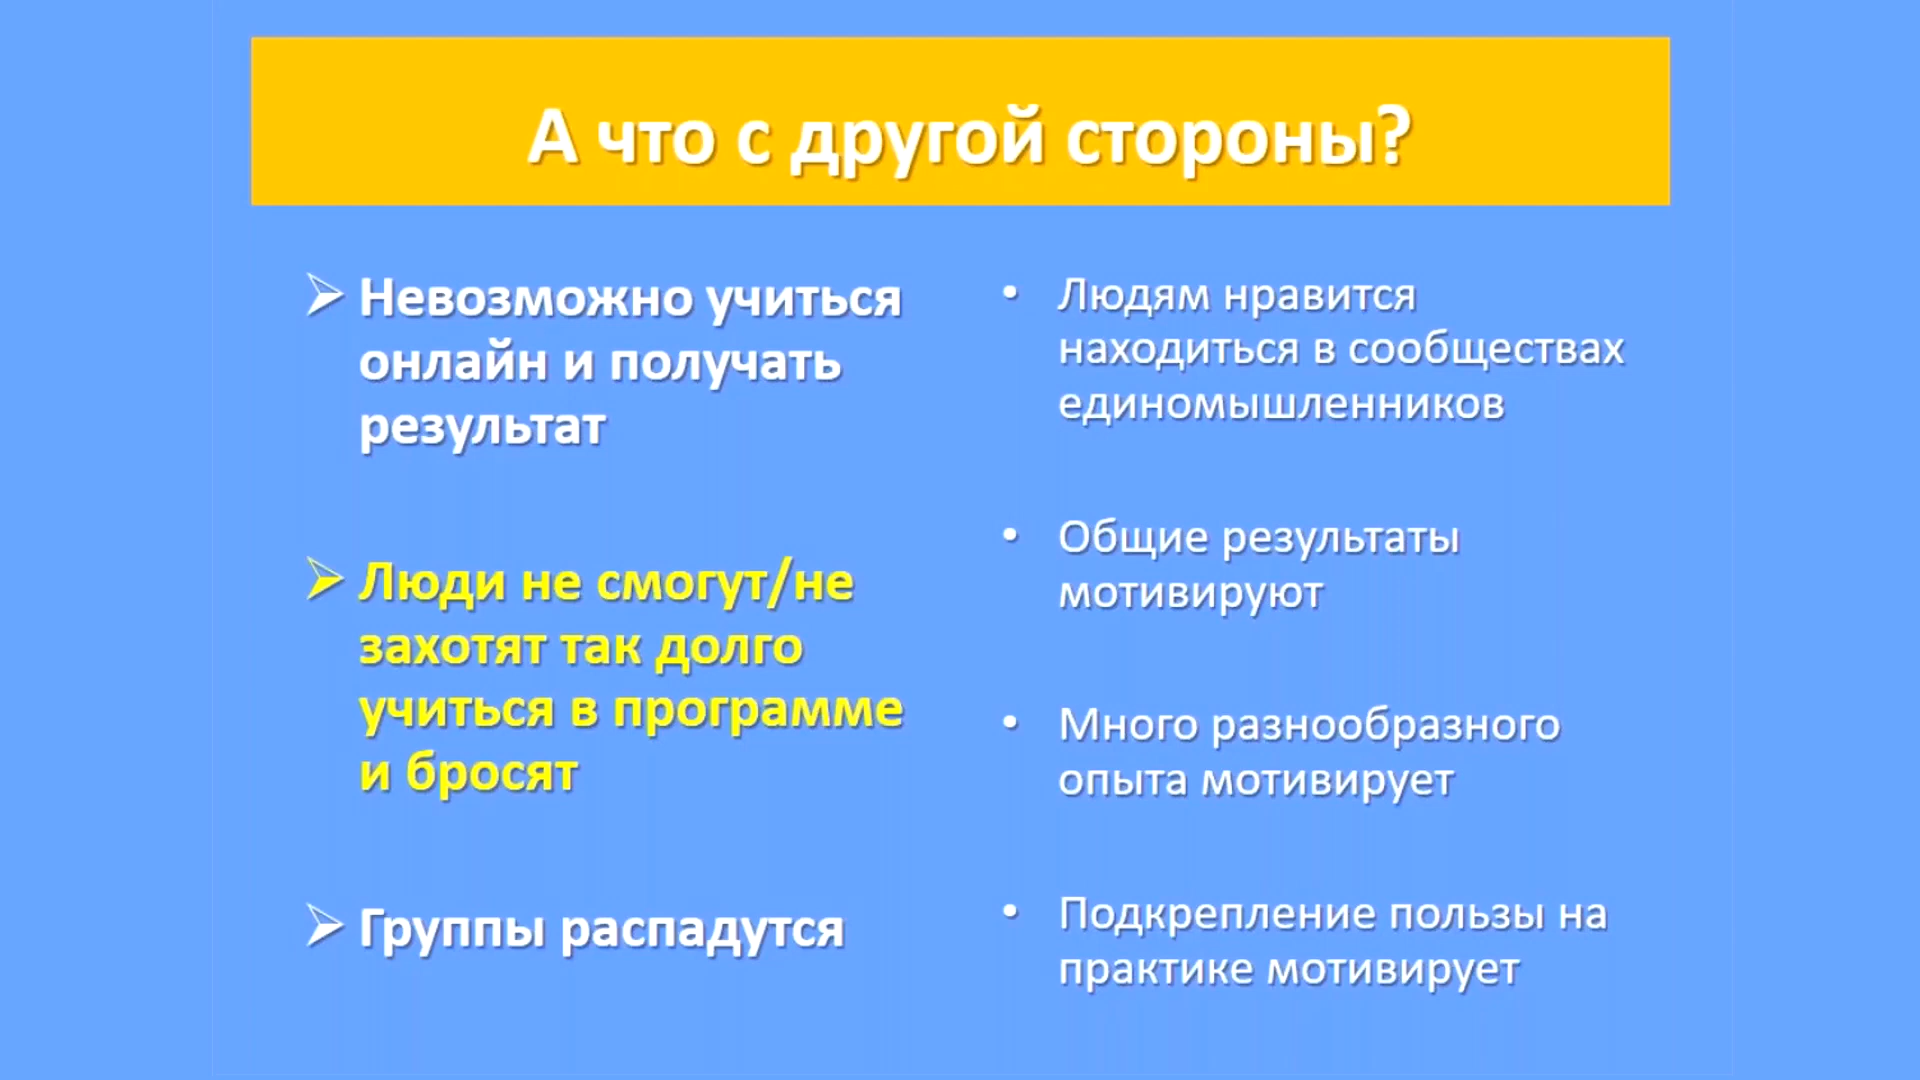 А что с другой стороны?
Невозможно учиться
онлайн и получать
результат
Люди не смогут/не
захотят так долго
учиться в программе
и бросят
Группы распадутся
Людям нравится
находиться в сообществах
единомышленников
Общие результаты
мотивируют
Много разнообразного
опыта мотивирует
Подкрепление пользы на
практике мотивирует